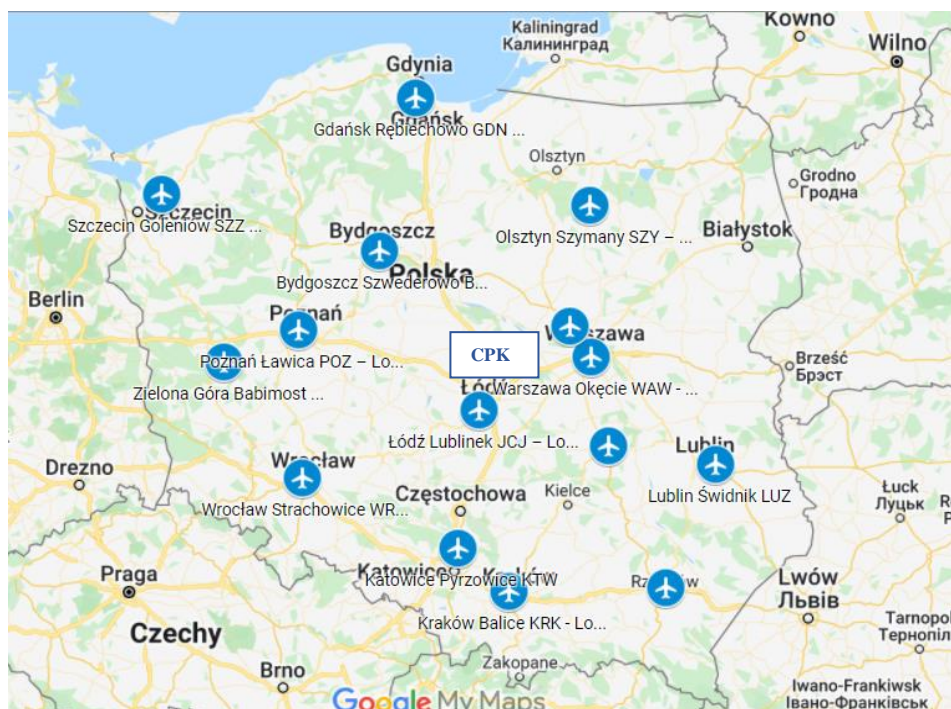 Kaliningrad
Калининград
Kowno
Wilno
Gdynia
Gdańsk
Gdańsk Rębiechowo GDN ...
Olsztyn
Grodno
Гродна
Szczecin
Szczecin Goleniów SZZ ...
Olsztyn Szymany SZY – ...
Białystok
Bydgoszcz
Bydgoszcz Szwederowo B...
Polska
Berlin
Poznań
Poznań Ławica POZ – Lo...
Zielona Góra Babimost ...
CPK
Warszawa Okęcie WAW - ...
Brześć
Брэст
Łódź Lublinek JCJ – Lo...
Lublin
Lublin Świdnik LUZ
Drezno
Wrocław
Wrocław Strachowice WR...
Częstochowa
Kielce
Łuck
Луцьк
Katowice
Katowice Pyrzowice KTW
Kraków Balice KRK - Lo...
Praga
Lwów
Львів
Tarnopol
Тернопіл
Czechy
Brno
Zakopane
Iwano-Frankiwsk
Івано-Франківськ
Google My Maps